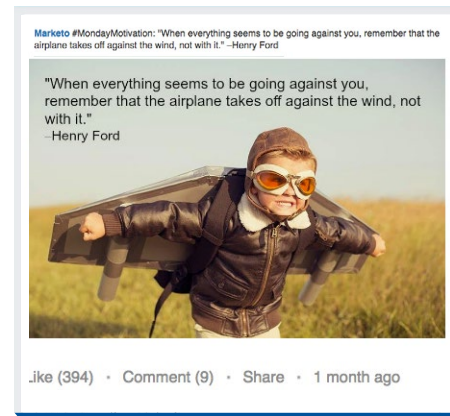 Marketo #MondayMotivation: "When everything seems to be going against you, remember that the
airplane takes off against the wind, not with it." –Henry Ford
"When everything seems to be going against you,
remember that the airplane takes off against the wind, not
with it."
–Henry Ford
Like (394) · Comment (9) · Share · 1 month ago